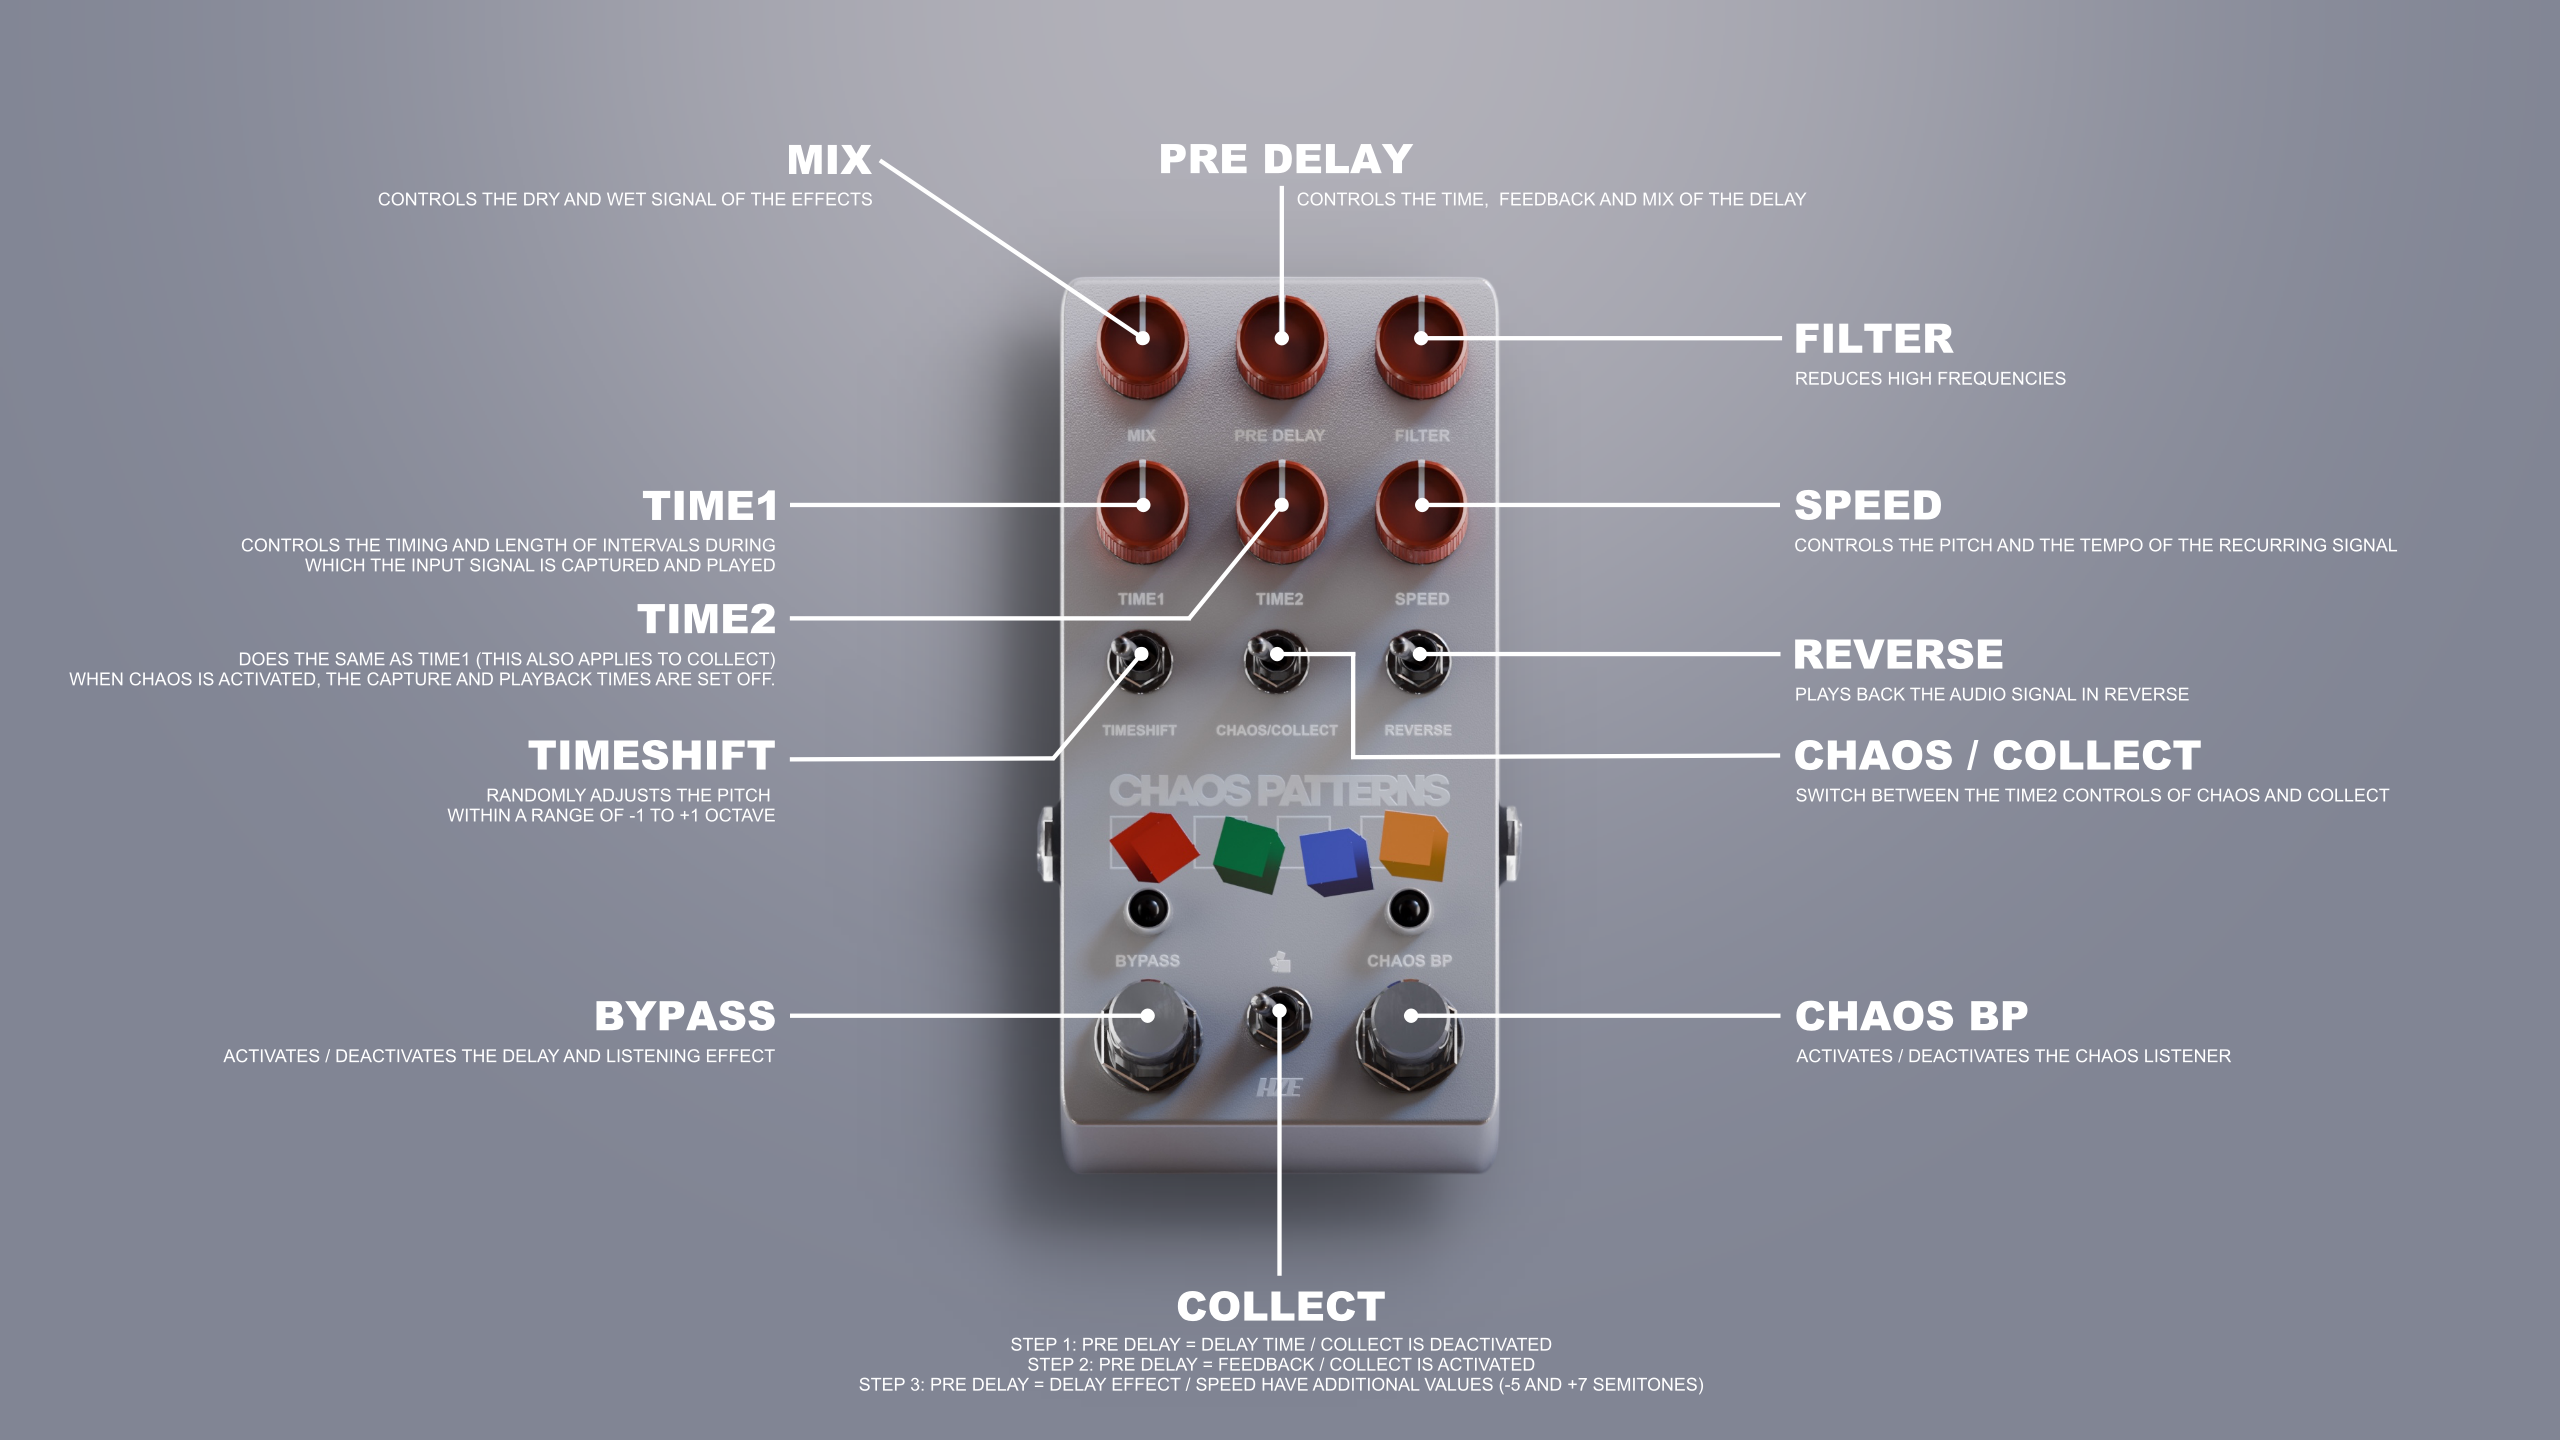 MIX
CONTROLS THE DRY AND WET SIGNAL OF THE EFFECTS
PRE DELAY
CONTROLS THE TIME,  FEEDBACK AND MIX OF THE DELAY
FILTER
REDUCES HIGH FREQUENCIES
MIX
PRE DELAY
FILTER
TIME1
CONTROLS THE TIMING AND LENGTH OF INTERVALS DURING
WHICH THE INPUT SIGNAL IS CAPTURED AND PLAYED
SPEED
CONTROLS THE PITCH AND THE TEMPO OF THE RECURRING SIGNAL
TIME1
TIME2
SPEED
TIME2
DOES THE SAME AS TIME1 (THIS ALSO APPLIES TO COLLECT)
WHEN CHAOS IS ACTIVATED, THE CAPTURE AND PLAYBACK TIMES ARE SET OFF.
REVERSE
PLAYS BACK THE AUDIO SIGNAL IN REVERSE
TIMESHIFT
CHAOS/COLLECT
REVERSE
TIMESHIFT
RANDOMLY ADJUSTS THE PITCH
WITHIN A RANGE OF -1 TO +1 OCTAVE
CHAOS / COLLECT
SWITCH BETWEEN THE TIME2 CONTROLS OF CHAOS AND COLLECT
CHAOS PATTERNS
BYPASS
CHAOS BP
BYPASS
ACTIVATES / DEACTIVATES THE DELAY AND LISTENING EFFECT
CHAOS BP
ACTIVATES / DEACTIVATES THE CHAOS LISTENER
HZE
COLLECT
STEP 1: PRE DELAY = DELAY TIME / COLLECT IS DEACTIVATED
STEP 2: PRE DELAY = FEEDBACK / COLLECT IS ACTIVATED
STEP 3: PRE DELAY = DELAY EFFECT / SPEED HAVE ADDITIONAL VALUES (-5 AND +7 SEMITONES)